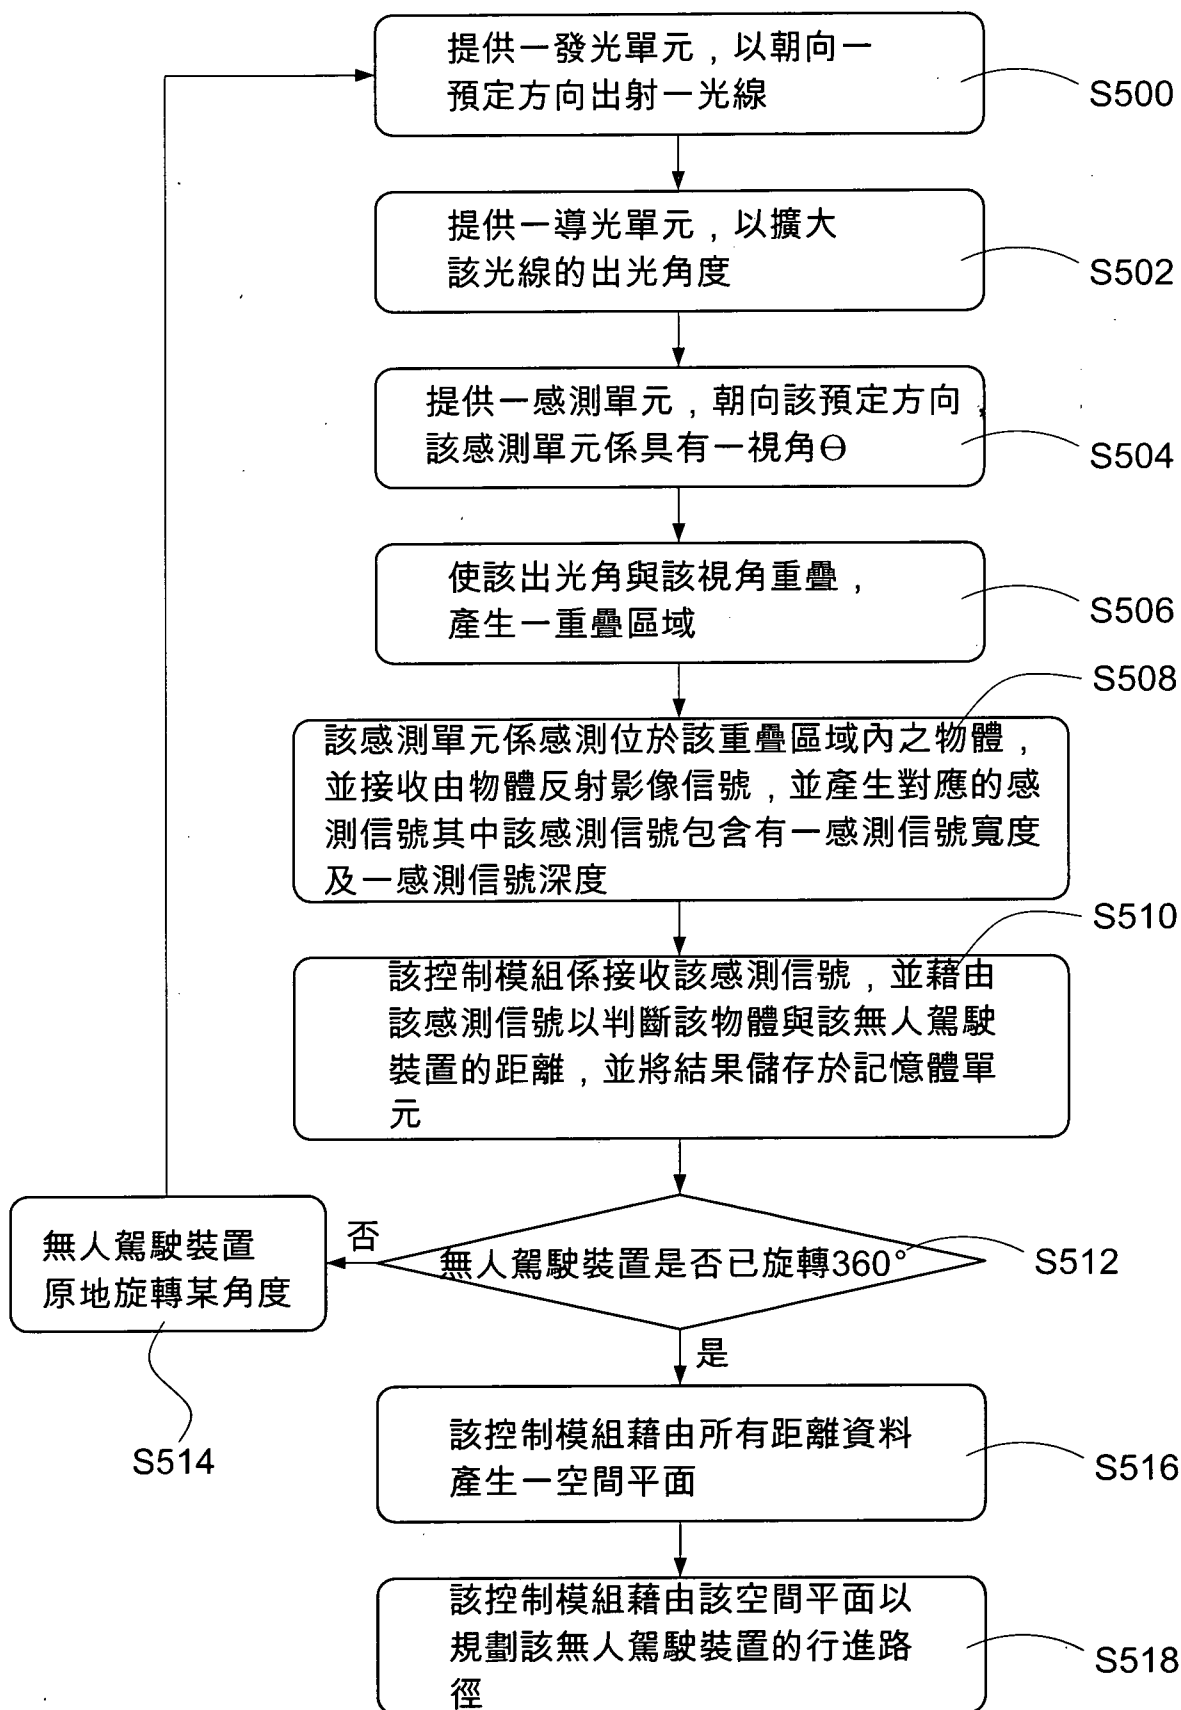 提供一發光單元，以朝向一
預定方向出射一光線
S500
提供一導光單元，以擴大
該光線的出光角度
S502
提供一感測單元，朝向該預定方向，
該感測單元係具有一視角Θ
S504
使該出光角與該視角重疊，
產生一重疊區域
S506
S508
該感測單元係感測位於該重疊區域內之物體，
並接收由物體反射影像信號，並產生對應的感
測信號其中該感測信號包含有一感測信號寬度
及一感測信號深度
S510
該控制模組係接收該感測信號，並藉由
該感測信號以判斷該物體與該無人駕駛
裝置的距離，並將結果儲存於記憶體單
元
無人駕駛裝置是否已旋轉360°
S512
否
無人駕駛裝置
原地旋轉某角度
S514
是
該控制模組藉由所有距離資料
產生一空間平面
S516
該控制模組藉由該空間平面以
規劃該無人駕駛裝置的行進路
徑
S518